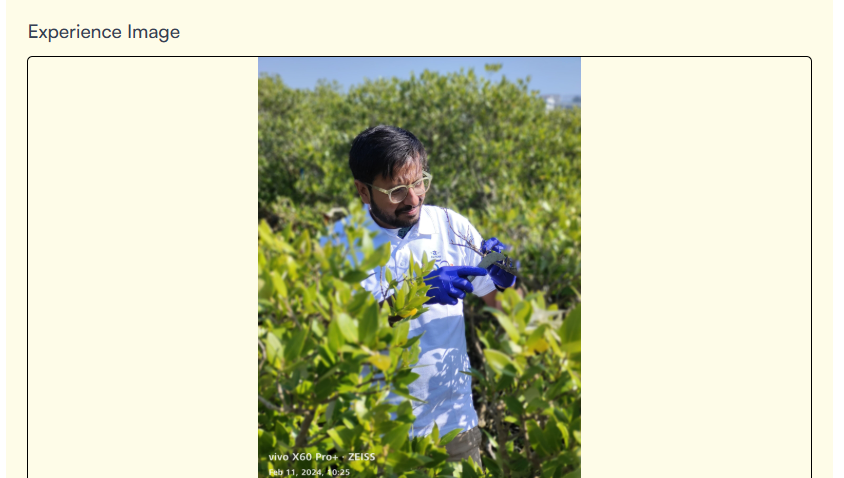 Experience Image
vivo X60 Pro+ · ZEISS
Feb 11, 2024, 10:25